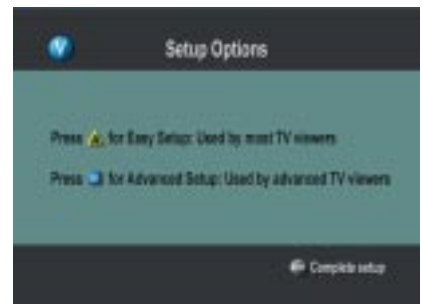 V
Setup Options
Press A for Easy Setup: Used by most TV viewers
Press for Advanced Setup: Used by advanced TV viewers
Complete setup